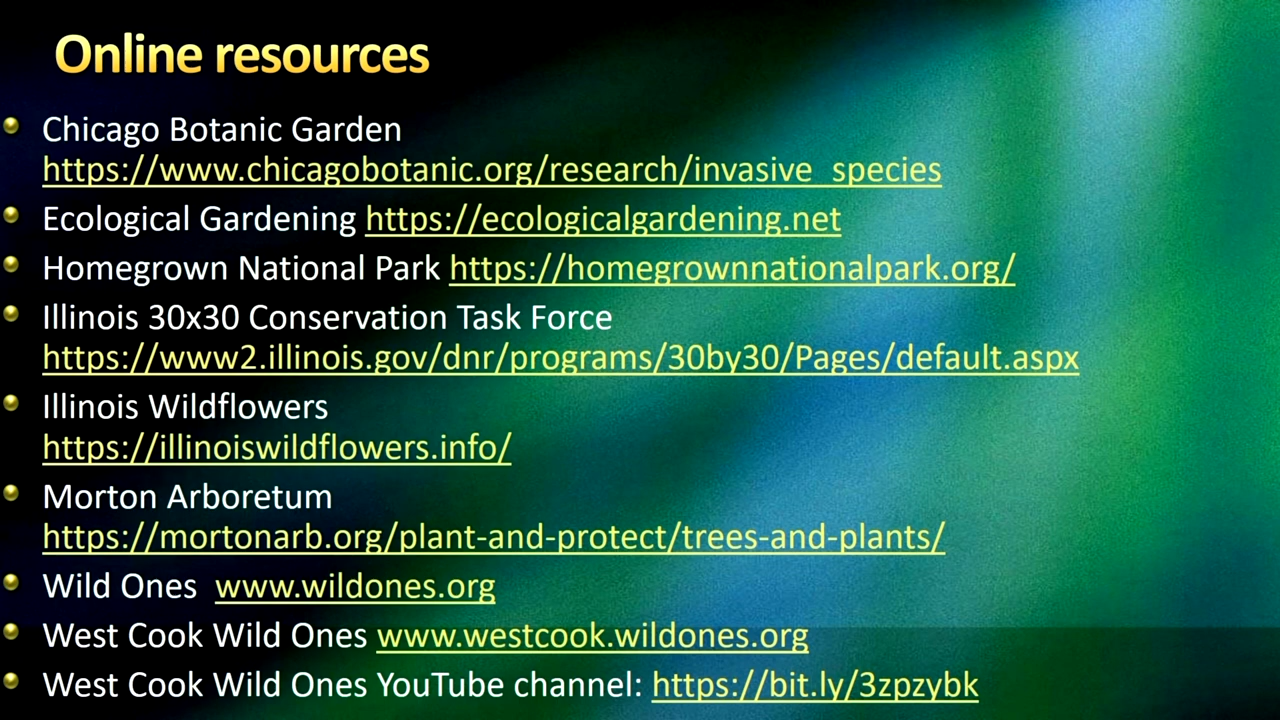 Online resources
Chicago Botanic Garden
https://www.chicagobotanic.org/research/invasive_species
Ecological Gardening https://ecologicalgardening.net
Homegrown National Park https://homegrownnationalpark.org/
Illinois 30x30 Conservation Task Force
https://www2.illinois.gov/dnr/programs/30by30/Pages/default.aspx
Illinois Wildflowers
https://illinoiswildflowers.info/
Morton Arboretum
https://mortonarb.org/plant-and-protect/trees-and-plants/
Wild Ones www.wildones.org
West Cook Wild Ones www.westcook.wildones.org
West Cook Wild Ones YouTube channel: https://bit.ly/3zpzybk